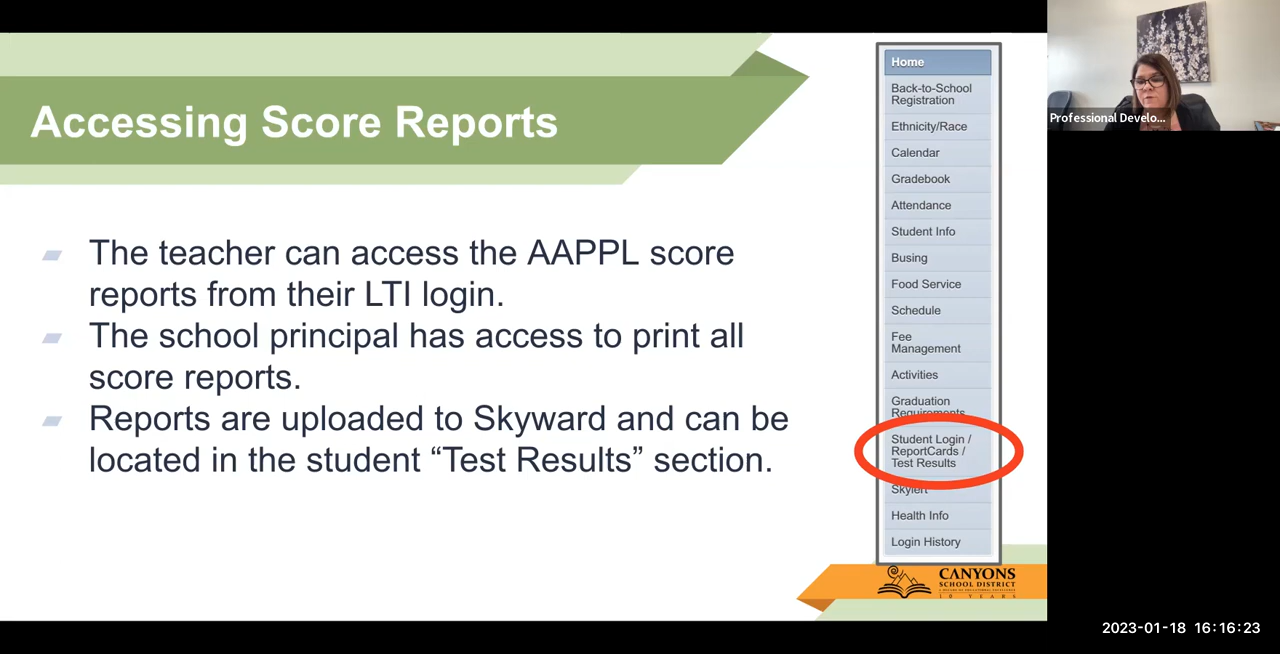 Accessing Score Reports
The teacher can access the AAPPL score
reports from their LTI login.
The school principal has access to print all
score reports.
Reports are uploaded to Skyward and can be
located in the student “Test Results” section.
Home
Back-to-School
Registration
Ethnicity/Race
Calendar
Gradebook
Attendance
Student Info
Busing
Food Service
Schedule
Fee
Management
Activities
Graduation
Requirements
Student Login /
ReportCards /
Test Results
Skylert
Health Info
Login History
CANYONS
SCHOOL DISTRICT
10 YEARS
Professional Develo...
2023-01-18 16:16:23